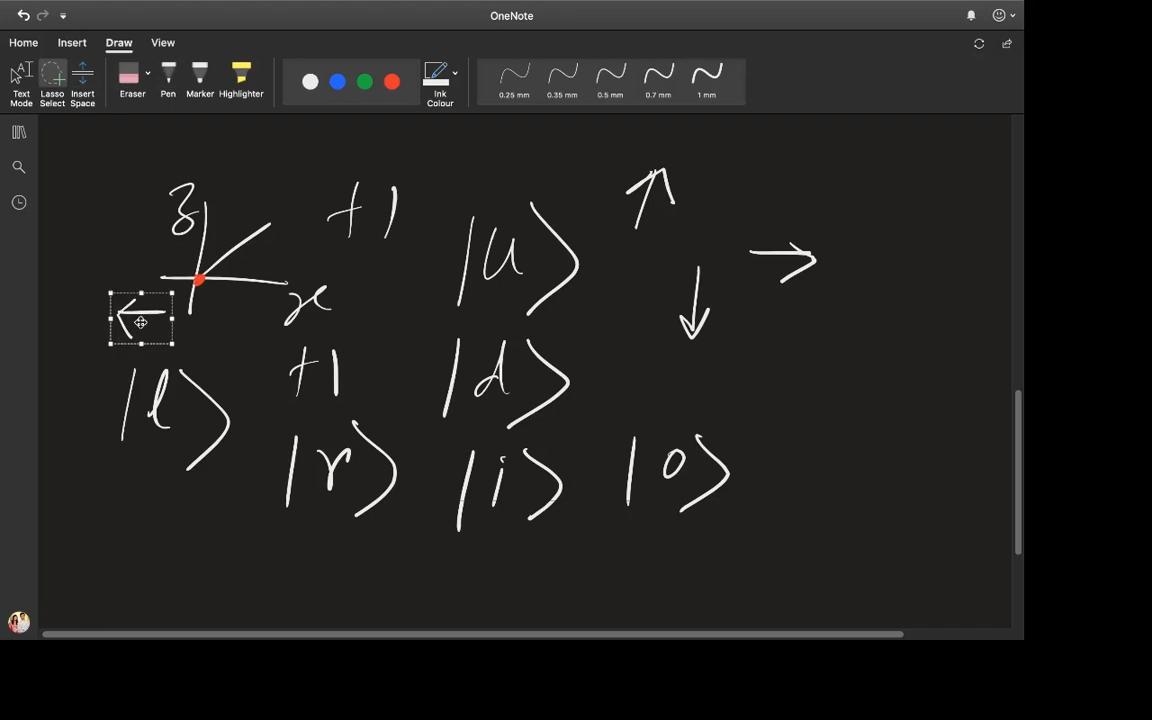 OneNote
Home Insert Draw View
Text Mode Lasso Select Insert Space Eraser Pen Marker Highlighter Ink Colour 0.25 mm 0.35 mm 0.5 mm 0.7 mm 1 mm
z +1 |u⟩ ↑ →
x ↓
←
+1 |d⟩
|l⟩
|r⟩ |i⟩ |o⟩